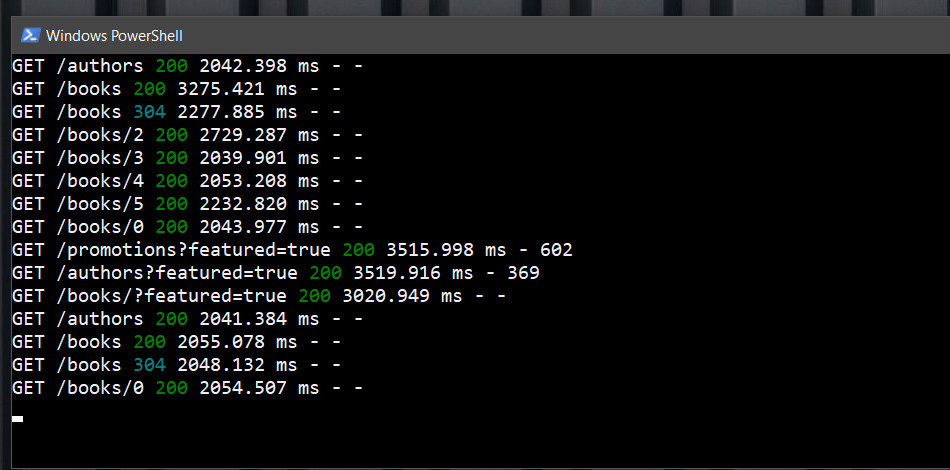 Windows PowerShell
GET /authors 200 2042.398 ms - -
GET /books 200 3275.421 ms - -
GET /books 304 2277.885 ms - -
GET /books/2 200 2729.287 ms - -
GET /books/3 200 2039.901 ms - -
GET /books/4 200 2053.208 ms - -
GET /books/5 200 2232.820 ms - -
GET /books/0 200 2043.977 ms - -
GET /promotions?featured=true 200 3515.998 ms - 602
GET /authors?featured=true 200 3519.916 ms - 369
GET /books/?featured=true 200 3020.949 ms - -
GET /authors 200 2041.384 ms - -
GET /books 200 2055.078 ms - -
GET /books 304 2048.132 ms - -
GET /books/0 200 2054.507 ms - -